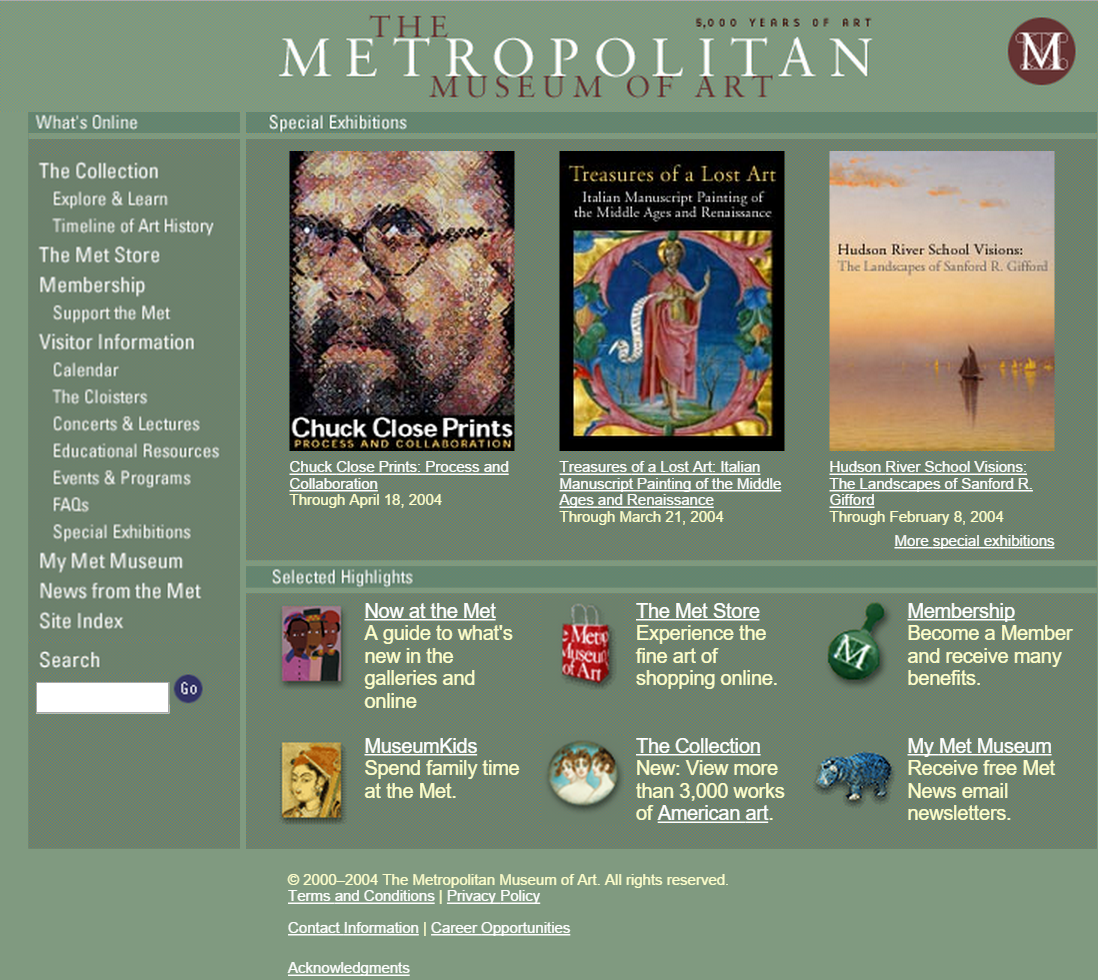 THE
5,000 YEARS OF ART
METROPOLITAN
MUSEUM OF ART
M
What's Online
The Collection
Explore & Learn
Timeline of Art History
The Met Store
Membership
Support the Met
Visitor Information
Calendar
The Cloisters
Concerts & Lectures
Educational Resources
Events & Programs
FAQs
Special Exhibitions
My Met Museum
News from the Met
Site Index
Search
Go
Special Exhibitions
Chuck Close Prints
PROCESS AND COLLABORATION
Chuck Close Prints: Process and
Collaboration
Through April 18, 2004
Treasures of a Lost Art
Italian Manuscript Painting of
the Middle Ages and Renaissance
Treasures of a Lost Art: Italian
Manuscript Painting of the Middle
Ages and Renaissance
Through March 21, 2004
Hudson River School Visions:
The Landscapes of Sanford R. Gifford
Hudson River School Visions:
The Landscapes of Sanford R.
Gifford
Through February 8, 2004
More special exhibitions
Selected Highlights
Now at the Met
A guide to what's
new in the
galleries and
online
Met
Museum
of Art
The Met Store
Experience the
fine art of
shopping online.
M
Membership
Become a Member
and receive many
benefits.
MuseumKids
Spend family time
at the Met.
The Collection
New: View more
than 3,000 works
of American art.
My Met Museum
Receive free Met
News email
newsletters.
© 2000–2004 The Metropolitan Museum of Art. All rights reserved.
Terms and Conditions | Privacy Policy
Contact Information | Career Opportunities
Acknowledgments